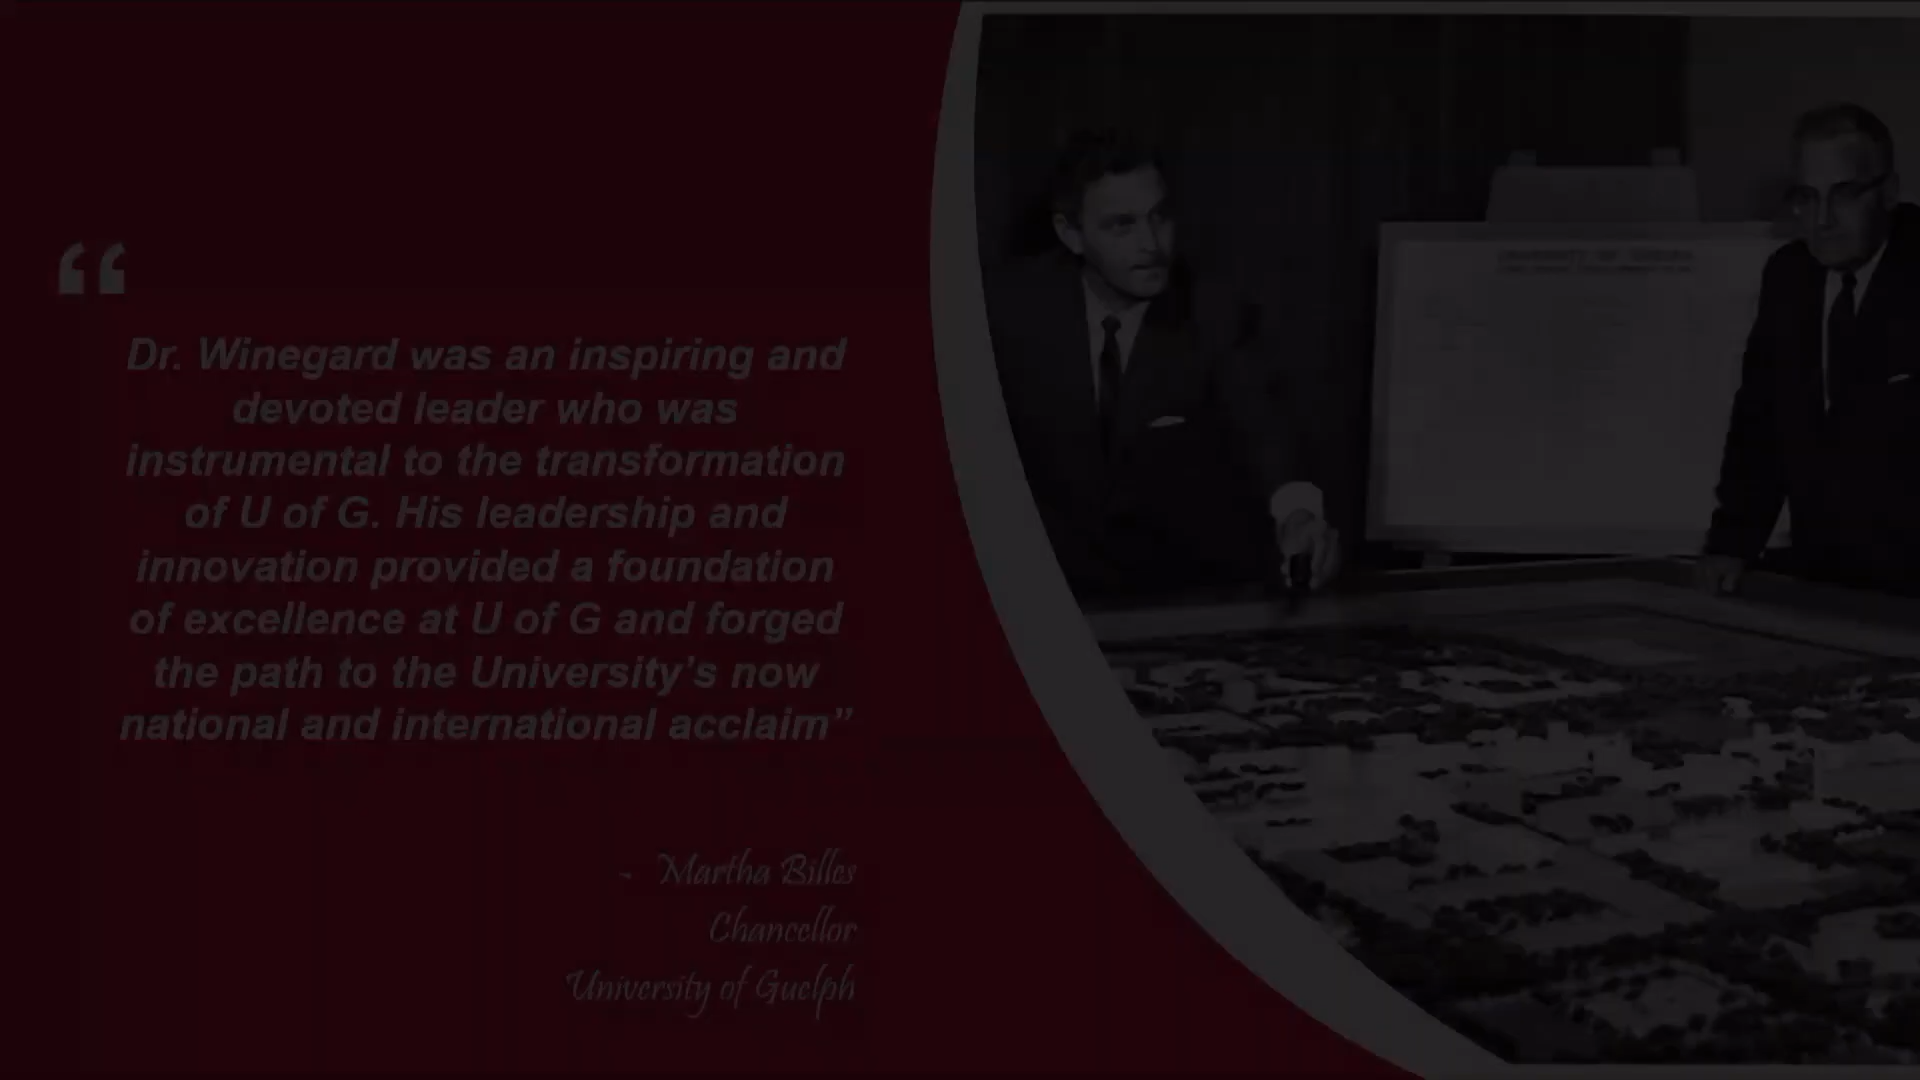 “
Dr. Winegard was an inspiring and
devoted leader who was
instrumental to the transformation
of U of G. His leadership and
innovation provided a foundation
of excellence at U of G and forged
the path to the University’s now
national and international acclaim”
- Martha Billes
Chancellor
University of Guelph